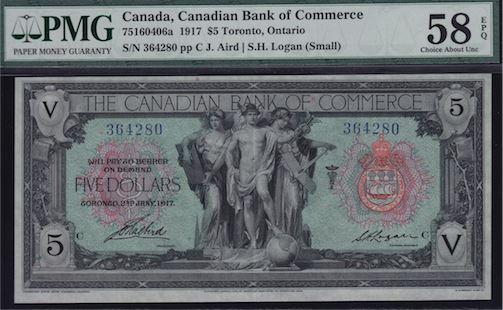 PMG
PAPER MONEY GUARANTY
Canada, Canadian Bank of Commerce
75160406a 1917 $5 Toronto, Ontario
S/N 364280 pp C J. Aird | S.H. Logan (Small)
58 EPQ
Choice About Unc
V
5
THE CANADIAN BANK OF COMMERCE
364280
364280
WILL PAY TO BEARER
ON DEMAND
FIVE DOLLARS
TORONTO, 2ND JANY. 1917.
C
C
5
V